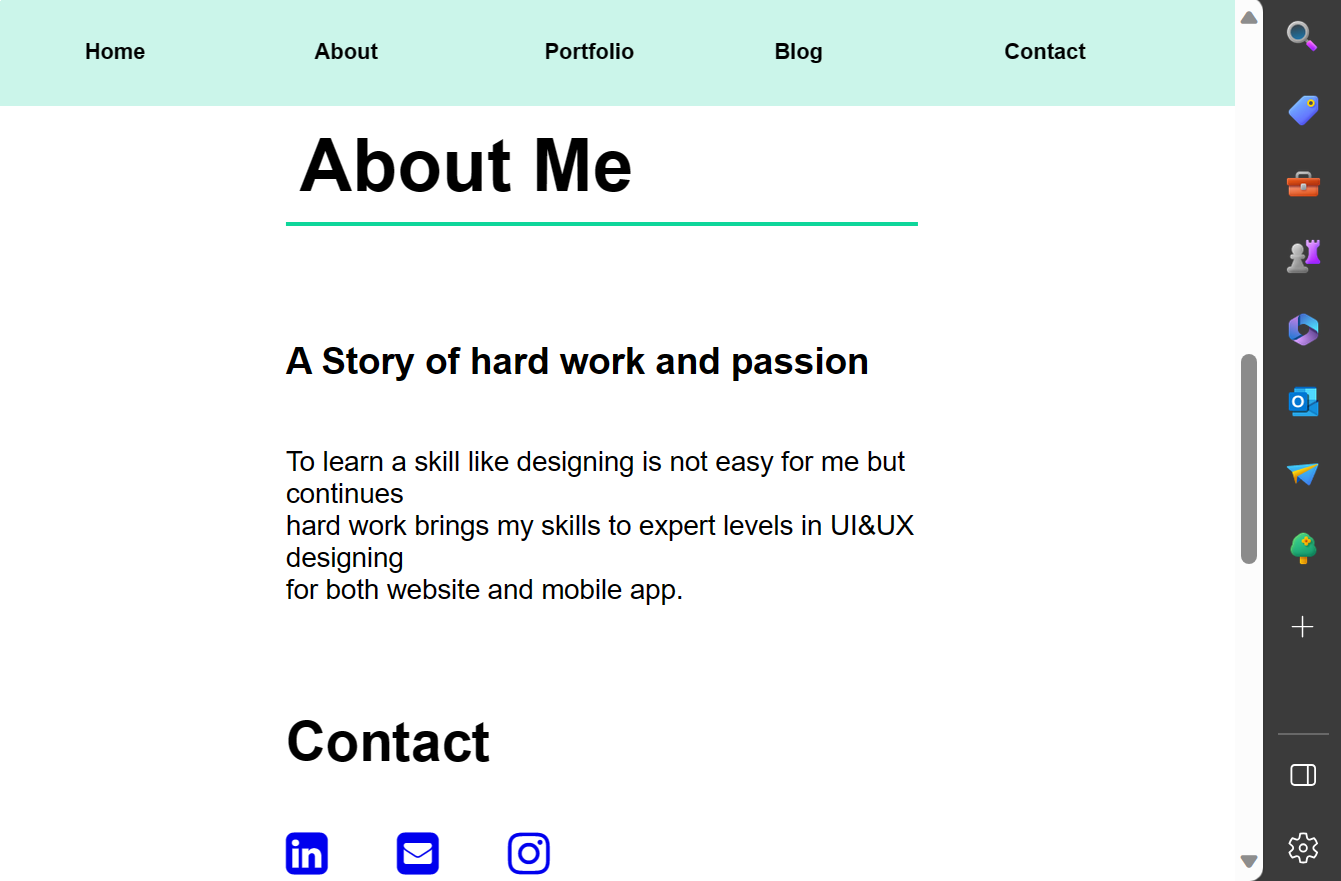 Home About Portfolio Blog Contact
About Me
A Story of hard work and passion
To learn a skill like designing is not easy for me but
continues
hard work brings my skills to expert levels in UI&UX
designing
for both website and mobile app.
Contact
in